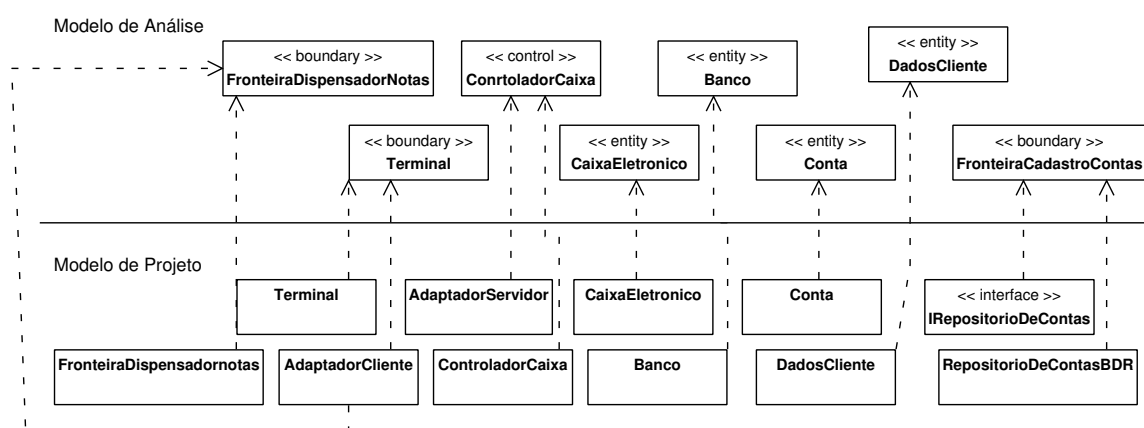 Modelo de Análise
<< boundary >>
FronteiraDispensadorNotas
<< control >>
ConrtoladorCaixa
<< entity >>
Banco
<< entity >>
DadosCliente
<< boundary >>
Terminal
<< entity >>
CaixaEletronico
<< entity >>
Conta
<< boundary >>
FronteiraCadastroContas
Modelo de Projeto
Terminal
AdaptadorServidor
CaixaEletronico
Conta
<< interface >>
IRepositorioDeContas
FronteiraDispensadornotas
AdaptadorCliente
ControladorCaixa
Banco
DadosCliente
RepositorioDeContasBDR